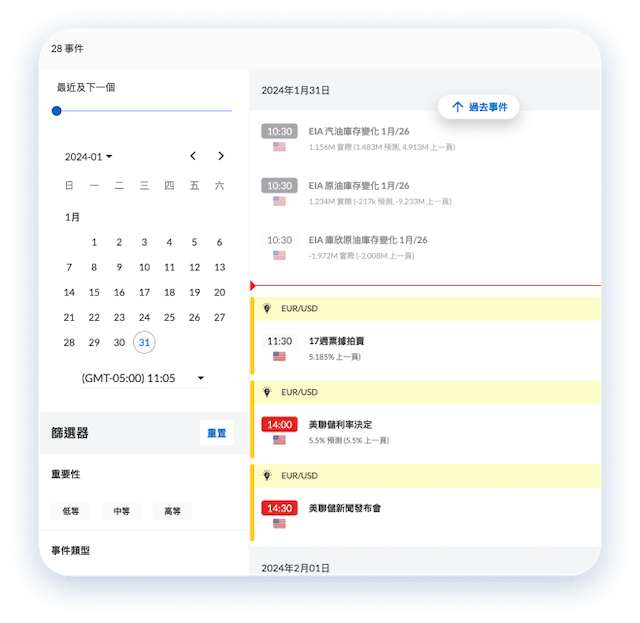 28 事件
最近及下一個
2024-01
日 一 二 三 四 五 六
1月
1 2 3 4 5 6
7 8 9 10 11 12 13
14 15 16 17 18 19 20
21 22 23 24 25 26 27
28 29 30 31
(GMT-05:00) 11:05
篩選器 重置
重要性
低等 中等 高等
事件類型
2024年1月31日
過去事件
10:30 EIA 汽油庫存變化 1月/26
1.156M 實際 (1.483M 預測, 4.913M 上一頁)
10:30 EIA 原油庫存變化 1月/26
1.234M 實際 (-217k 預測, -9.233M 上一頁)
10:30 EIA 庫欣原油庫存變化 1月/26
-1.972M 實際 (-2.008M 上一頁)
EUR/USD
11:30 17週票據拍賣
5.185% 上一頁)
EUR/USD
14:00 美聯儲利率決定
5.5% 預測 (5.5% 上一頁)
EUR/USD
14:30 美聯儲新聞發布會
2024年2月01日